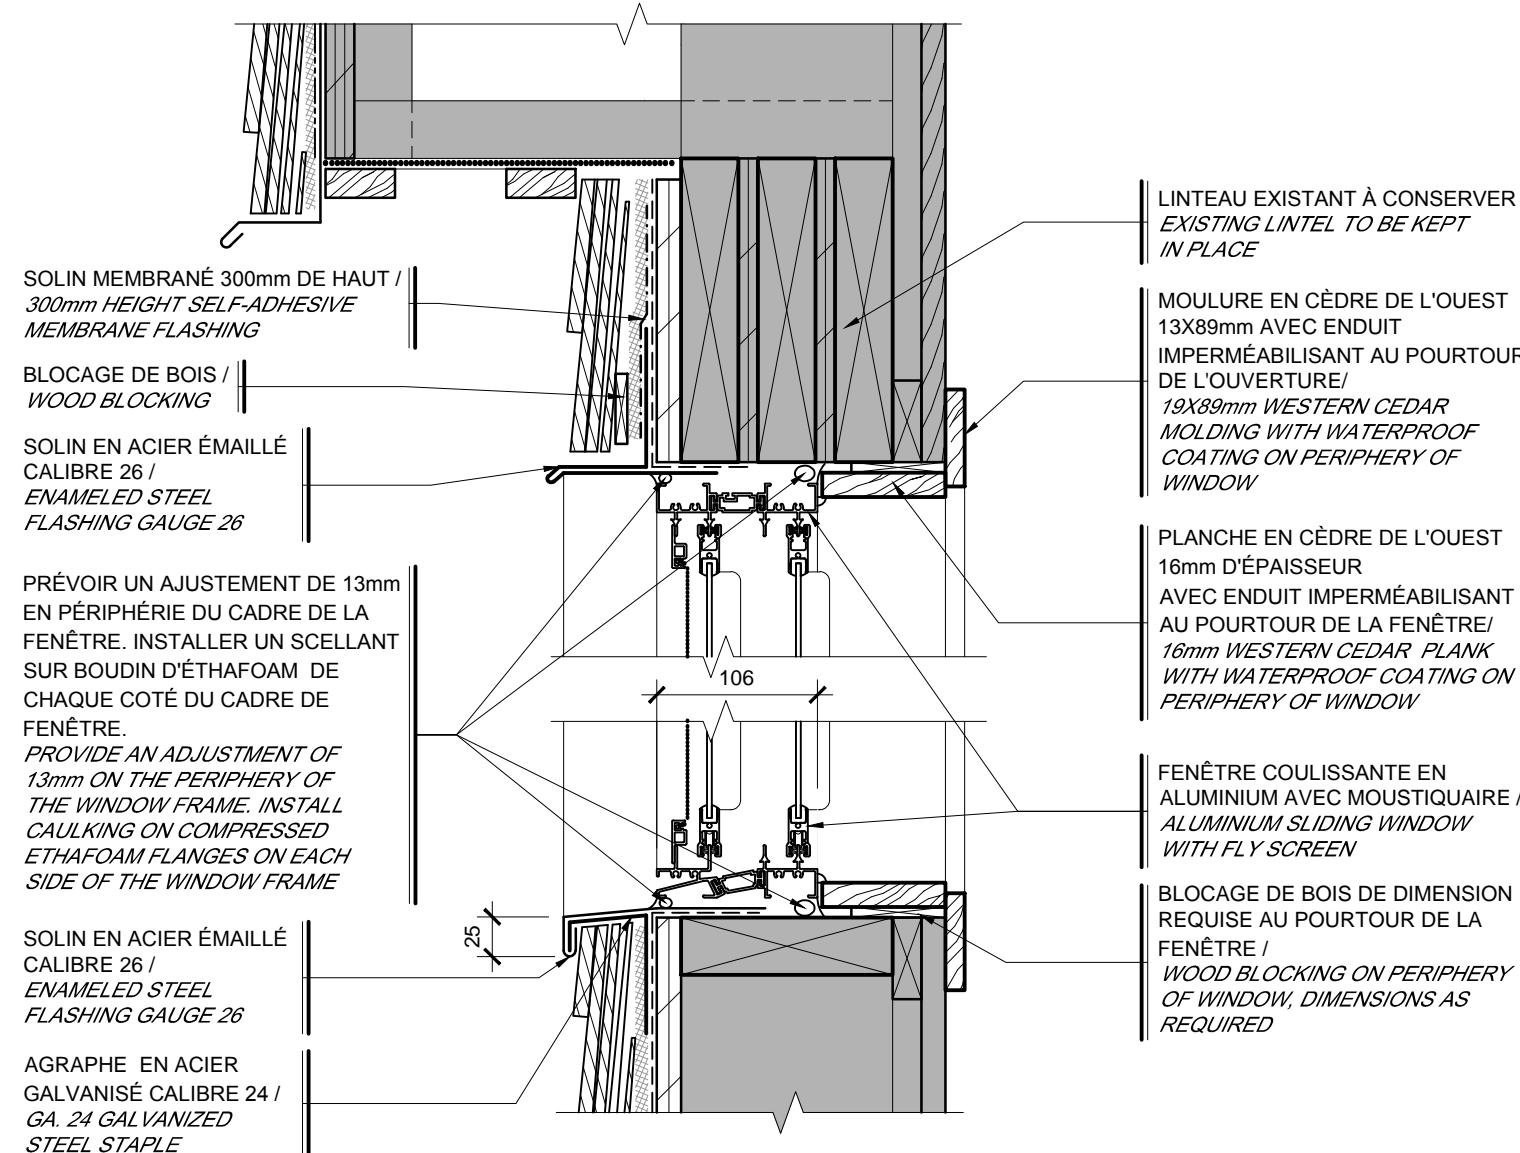 SOLIN MEMBRANÉ 300mm DE HAUT /
300mm HEIGHT SELF-ADHESIVE
MEMBRANE FLASHING
BLOCAGE DE BOIS /
WOOD BLOCKING
SOLIN EN ACIER ÉMAILLÉ
CALIBRE 26 /
ENAMELED STEEL
FLASHING GAUGE 26
PRÉVOIR UN AJUSTEMENT DE 13mm
EN PÉRIPHÉRIE DU CADRE DE LA
FENÊTRE. INSTALLER UN SCELLANT
SUR BOUDIN D'ÉTHAFOAM DE
CHAQUE COTÉ DU CADRE DE
FENÊTRE.
PROVIDE AN ADJUSTMENT OF
13mm ON THE PERIPHERY OF
THE WINDOW FRAME. INSTALL
CAULKING ON COMPRESSED
ETHAFOAM FLANGES ON EACH
SIDE OF THE WINDOW FRAME
SOLIN EN ACIER ÉMAILLÉ
CALIBRE 26 /
ENAMELED STEEL
FLASHING GAUGE 26
AGRAPHE EN ACIER
GALVANISÉ CALIBRE 24 /
GA. 24 GALVANIZED
STEEL STAPLE
106
25
LINTEAU EXISTANT À CONSERVER
EXISTING LINTEL TO BE KEPT
IN PLACE
MOULURE EN CÈDRE DE L'OUEST
13X89mm AVEC ENDUIT
IMPERMÉABILISANT AU POURTOUR
DE L'OUVERTURE/
19X89mm WESTERN CEDAR
MOLDING WITH WATERPROOF
COATING ON PERIPHERY OF
WINDOW
PLANCHE EN CÈDRE DE L'OUEST
16mm D'ÉPAISSEUR
AVEC ENDUIT IMPERMÉABILISANT
AU POURTOUR DE LA FENÊTRE/
16mm WESTERN CEDAR PLANK
WITH WATERPROOF COATING ON
PERIPHERY OF WINDOW
FENÊTRE COULISSANTE EN
ALUMINIUM AVEC MOUSTIQUAIRE /
ALUMINIUM SLIDING WINDOW
WITH FLY SCREEN
BLOCAGE DE BOIS DE DIMENSION
REQUISE AU POURTOUR DE LA
FENÊTRE /
WOOD BLOCKING ON PERIPHERY
OF WINDOW, DIMENSIONS AS
REQUIRED